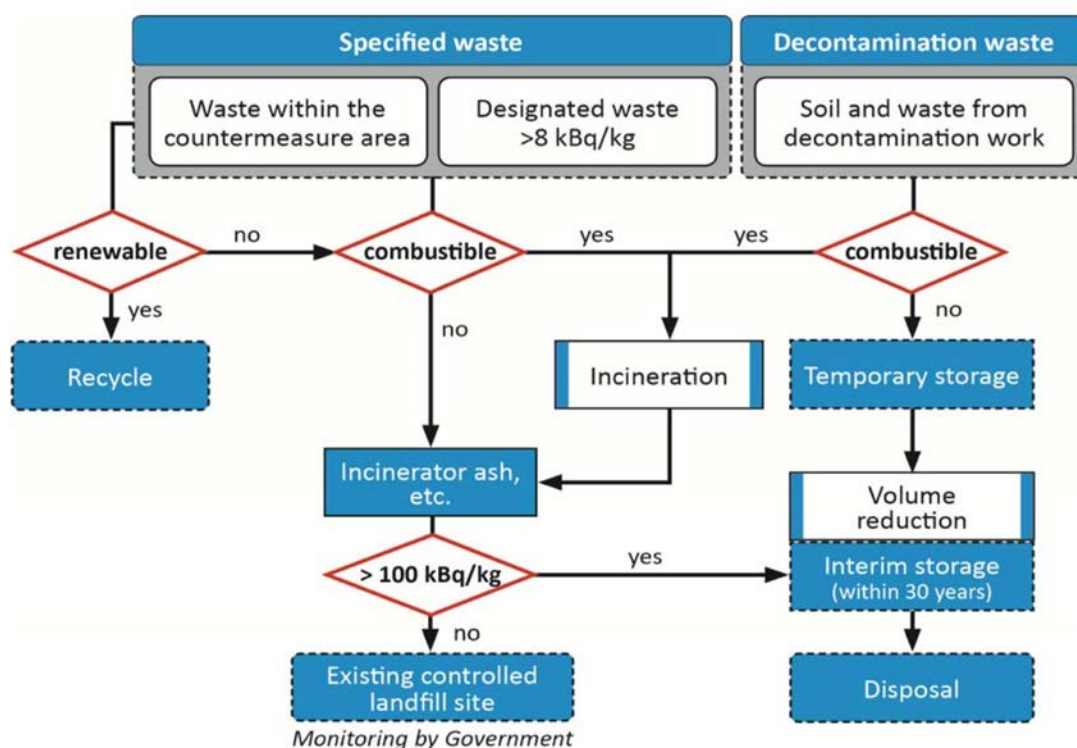 Specified waste
Decontamination waste
Waste within the
countermeasure area
Designated waste
>8 kBq/kg
Soil and waste from
decontamination work
renewable
no
combustible
yes
yes
combustible
yes
no
no
Recycle
Incineration
Temporary storage
Incinerator ash,
etc.
Volume
reduction
> 100 kBq/kg
yes
Interim storage
(within 30 years)
no
Existing controlled
landfill site
Disposal
Monitoring by Government